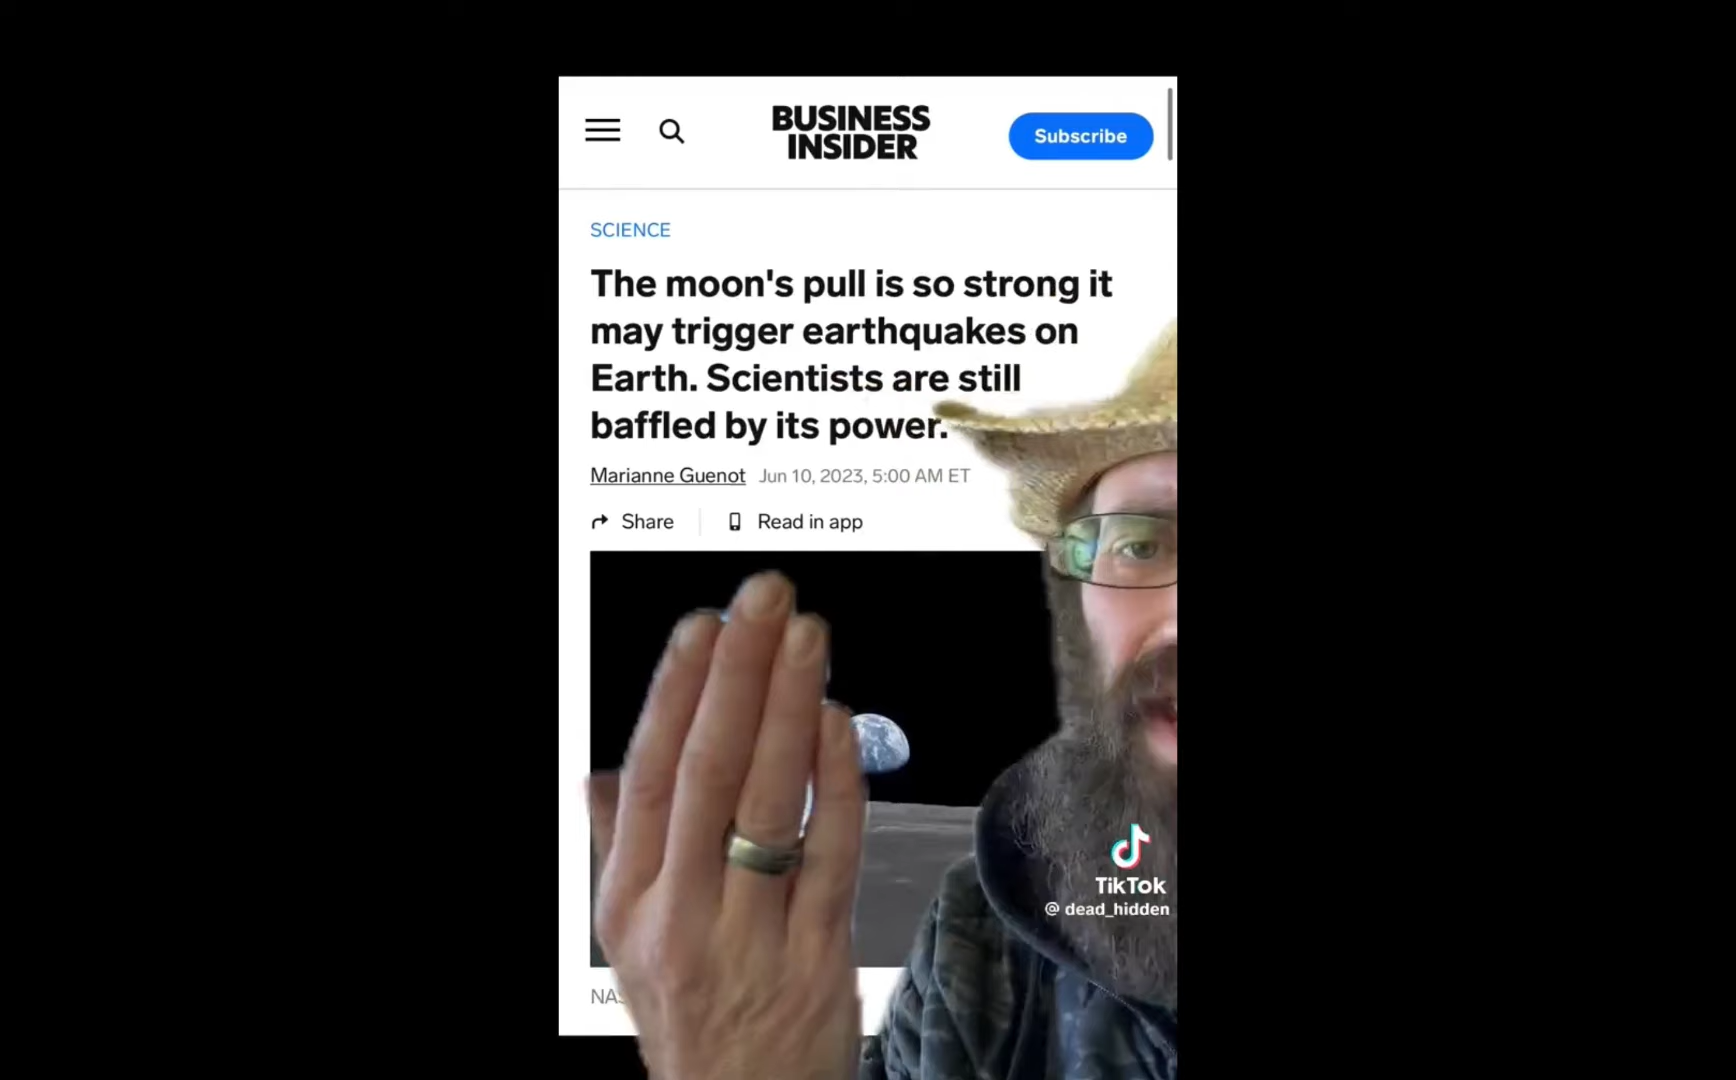 BUSINESS
INSIDER
Subscribe
SCIENCE
The moon's pull is so strong it
may trigger earthquakes on
Earth. Scientists are still
baffled by its power.
Marianne Guenot Jun 10, 2023, 5:00 AM ET
Share Read in app
TikTok
@ dead_hidden